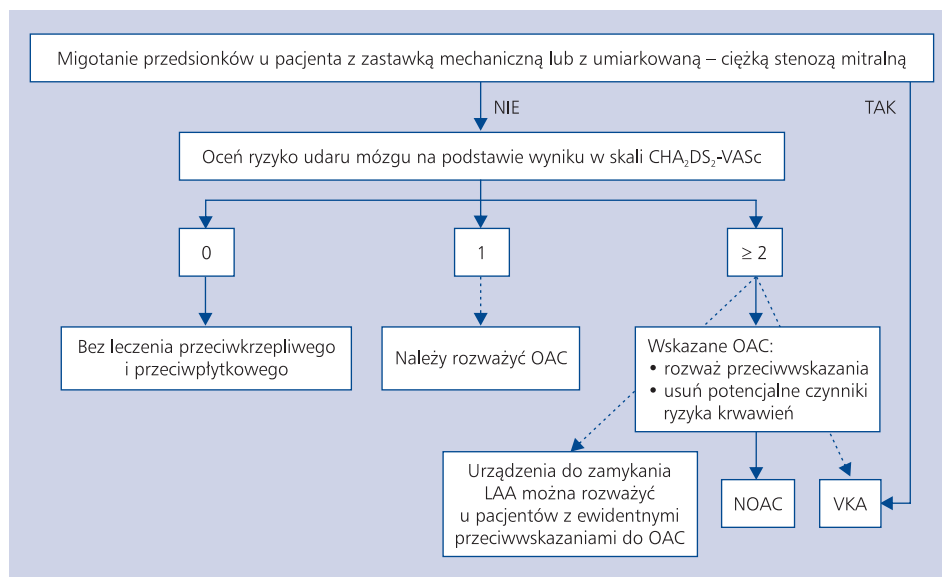 Migotanie przedsionków u pacjenta z zastawką mechaniczną lub z umiarkowaną – ciężką stenozą mitralną
NIE
TAK
Oceń ryzyko udaru mózgu na podstawie wyniku w skali CHA₂DS₂-VASc
0
1
≥ 2
Bez leczenia przeciwkrzepliwego
i przeciwpłytkowego
Należy rozważyć OAC
Wskazane OAC:
• rozważ przeciwwskazania
• usuń potencjalne czynniki
ryzyka krwawień
Urządzenia do zamykania
LAA można rozważyć
u pacjentów z ewidentnymi
przeciwwskazaniami do OAC
NOAC
VKA